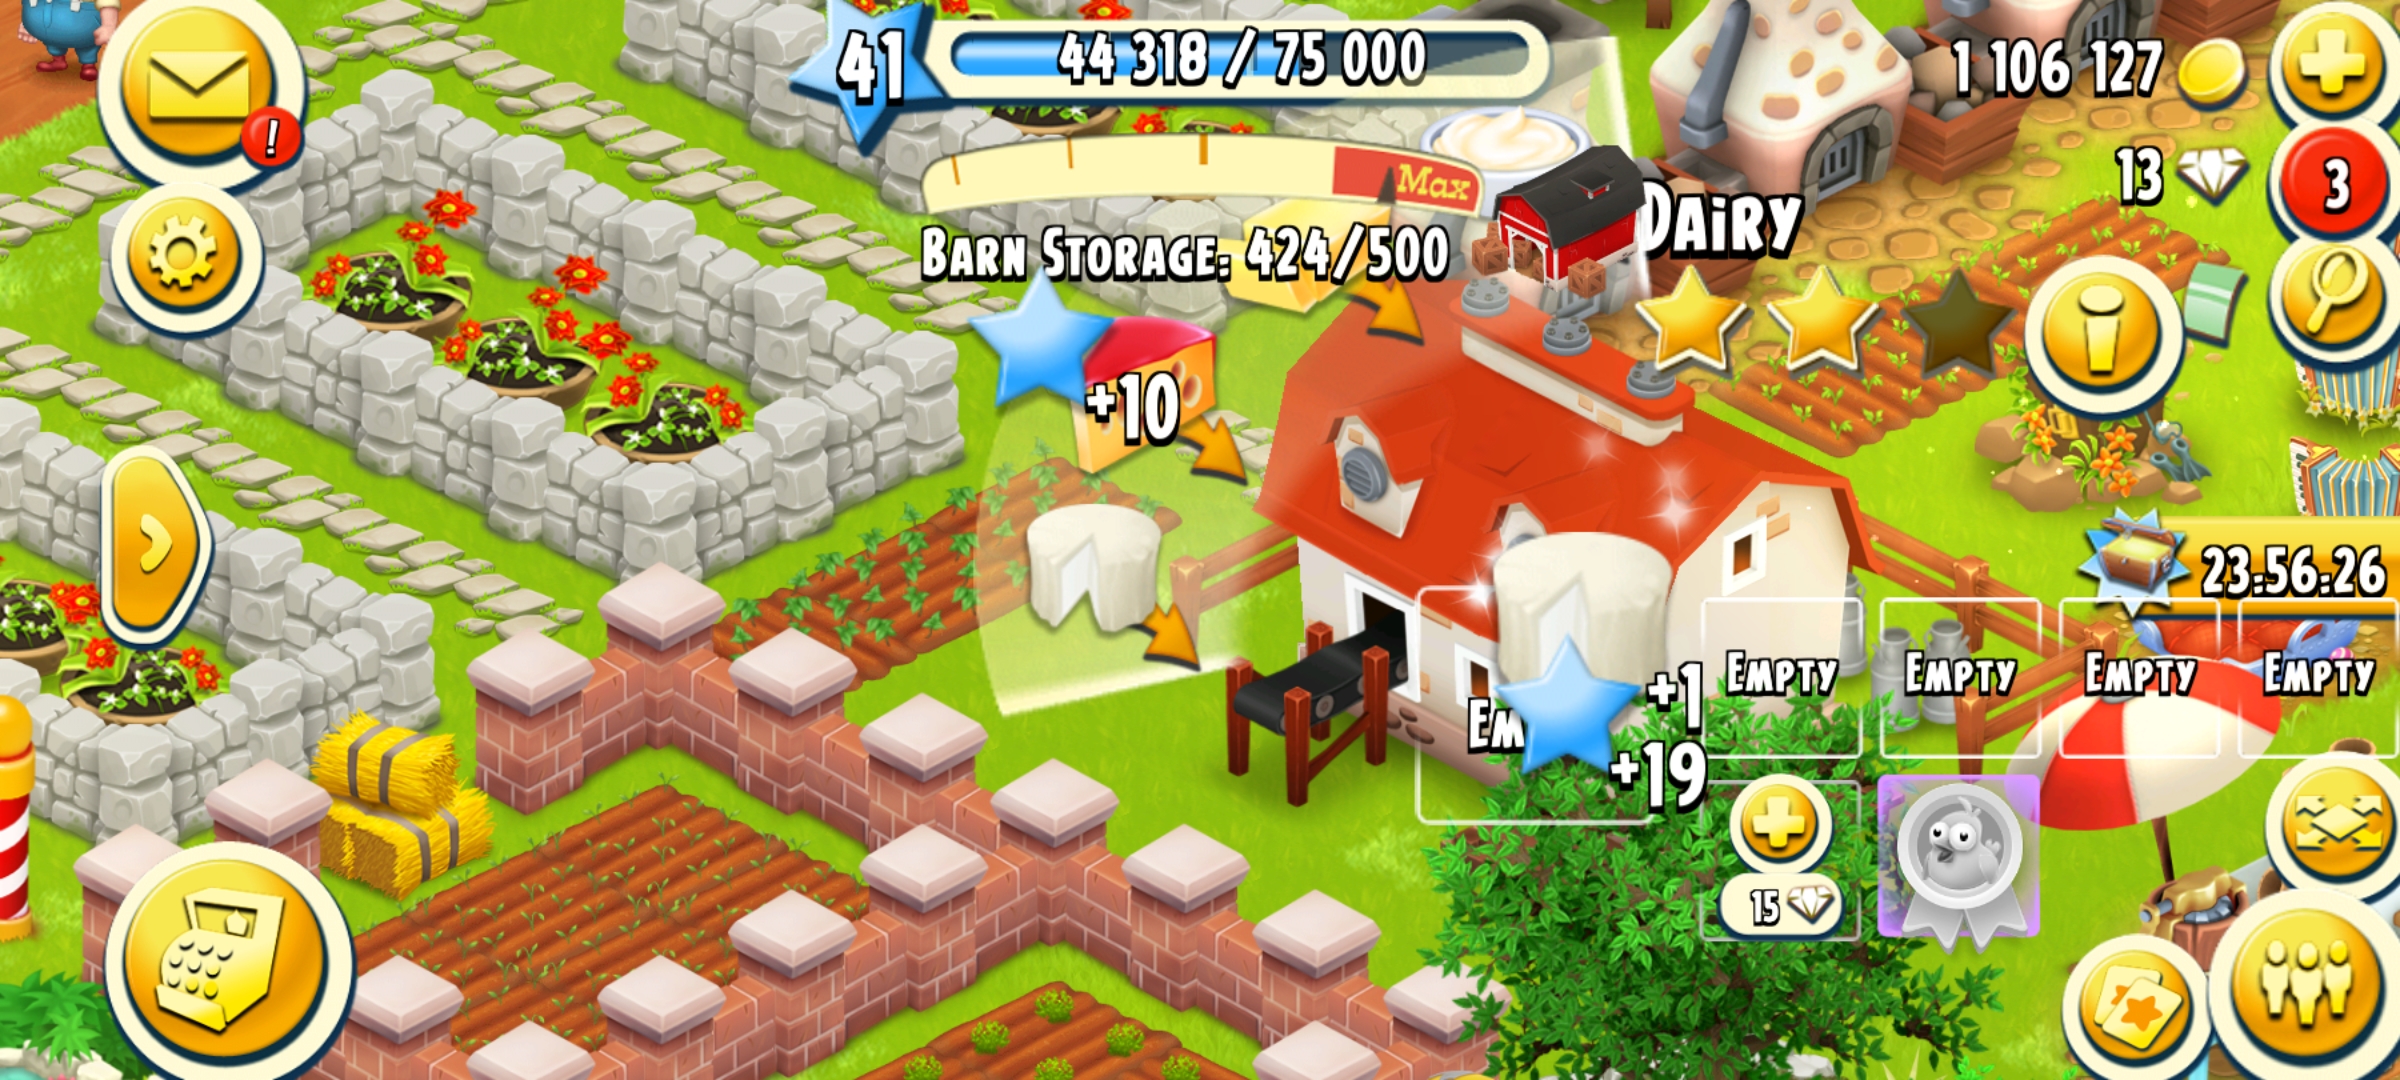 41
44 318 / 75 000
1 106 127
!
Max
13
3
Barn Storage: 424/500
Dairy
+10
23:56:26
+1
Empty
Empty
Empty
Empty
Em
+19
15